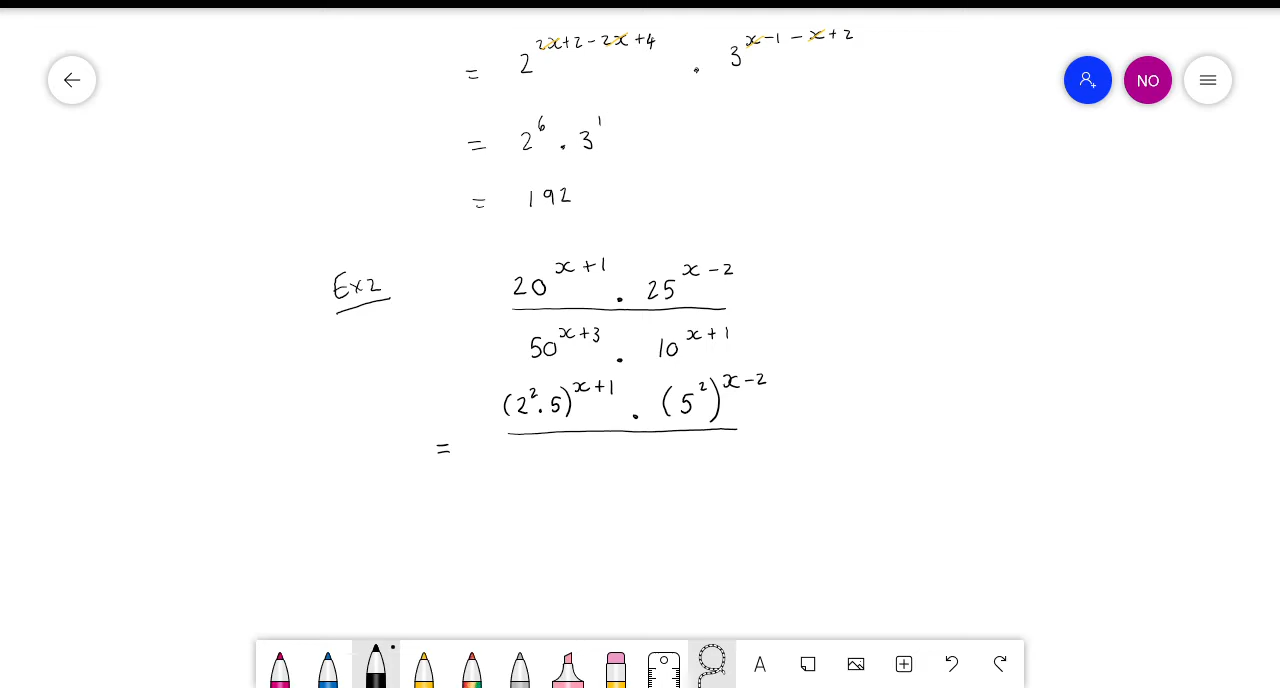 = 2^{2x+2-2x+4} . 3^{x-1-x+2}
NO
= 2^6 . 3^1
= 192
Ex2 20^{x+1} . 25^{x-2}
50^{x+3} . 10^{x+1}
= (2^2 . 5)^{x+1} . (5^2)^{x-2}
A